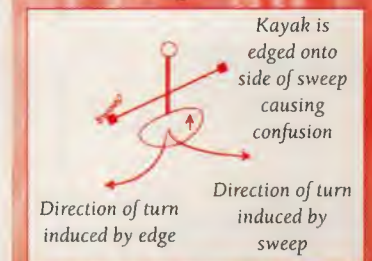 Kayak is
edged onto
side of sweep
causing
confusion
Direction of turn
induced by edge
Direction of turn
induced by
sweep